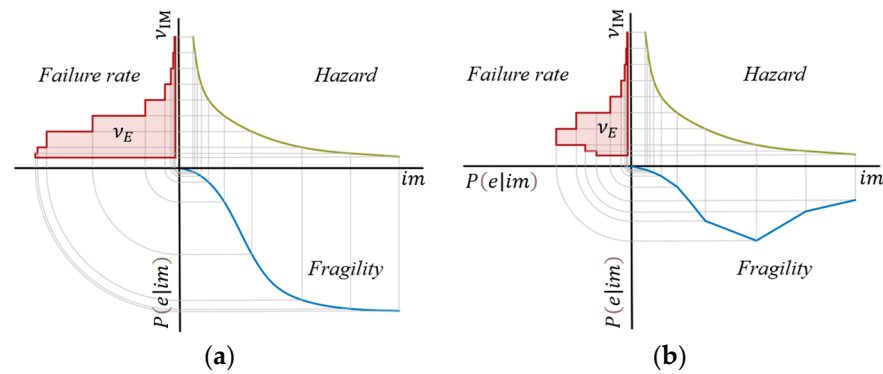 ν_IM
Failure rate
Hazard
ν_E
im
P(e|im)
Fragility
(a)
ν_IM
Failure rate
Hazard
ν_E
P(e|im)
im
P(e|im)
Fragility
(b)